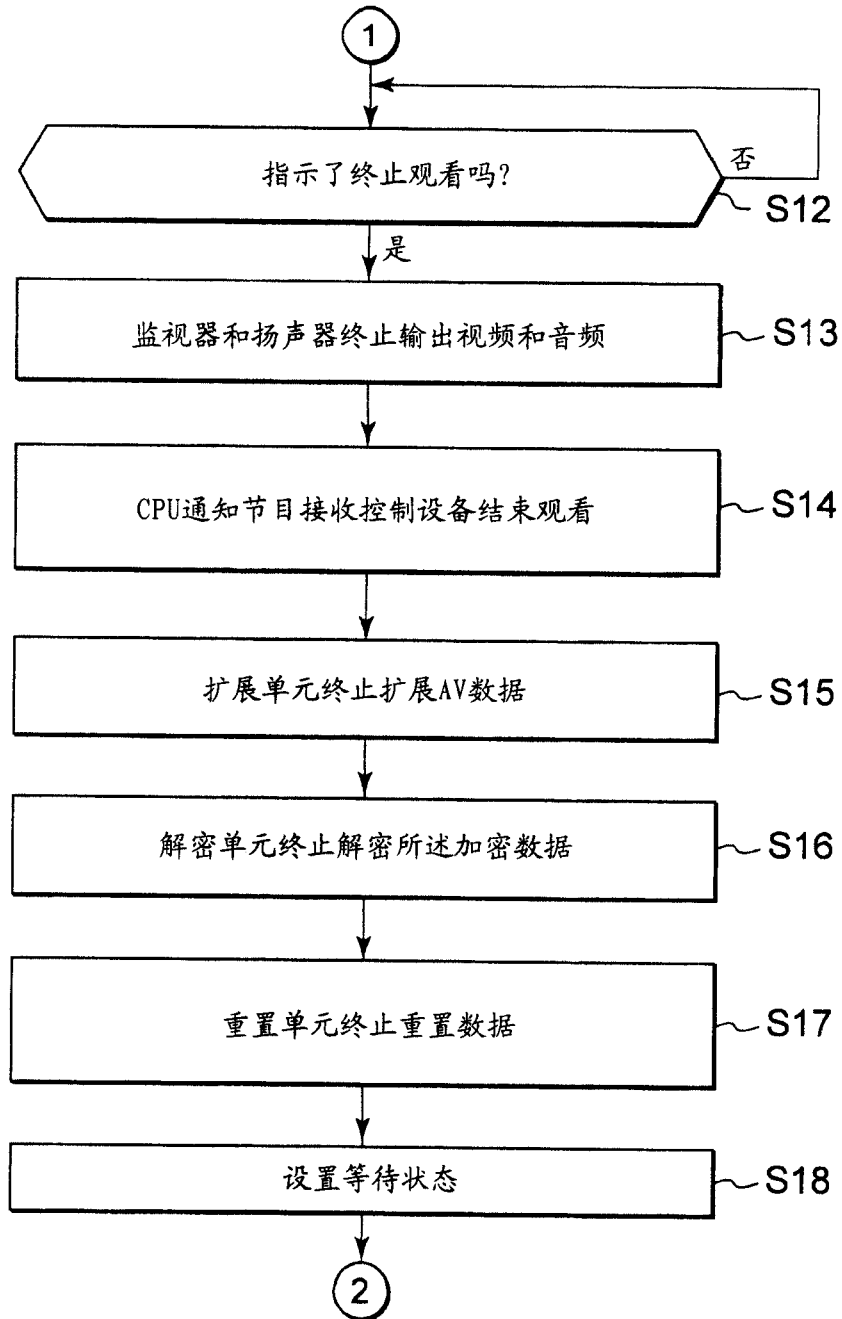 1
指示了终止观看吗?
否
S12
是
监视器和扬声器终止输出视频和音频
S13
CPU通知节目接收控制设备结束观看
S14
扩展单元终止扩展AV数据
S15
解密单元终止解密所述加密数据
S16
重置单元终止重置数据
S17
设置等待状态
S18
2